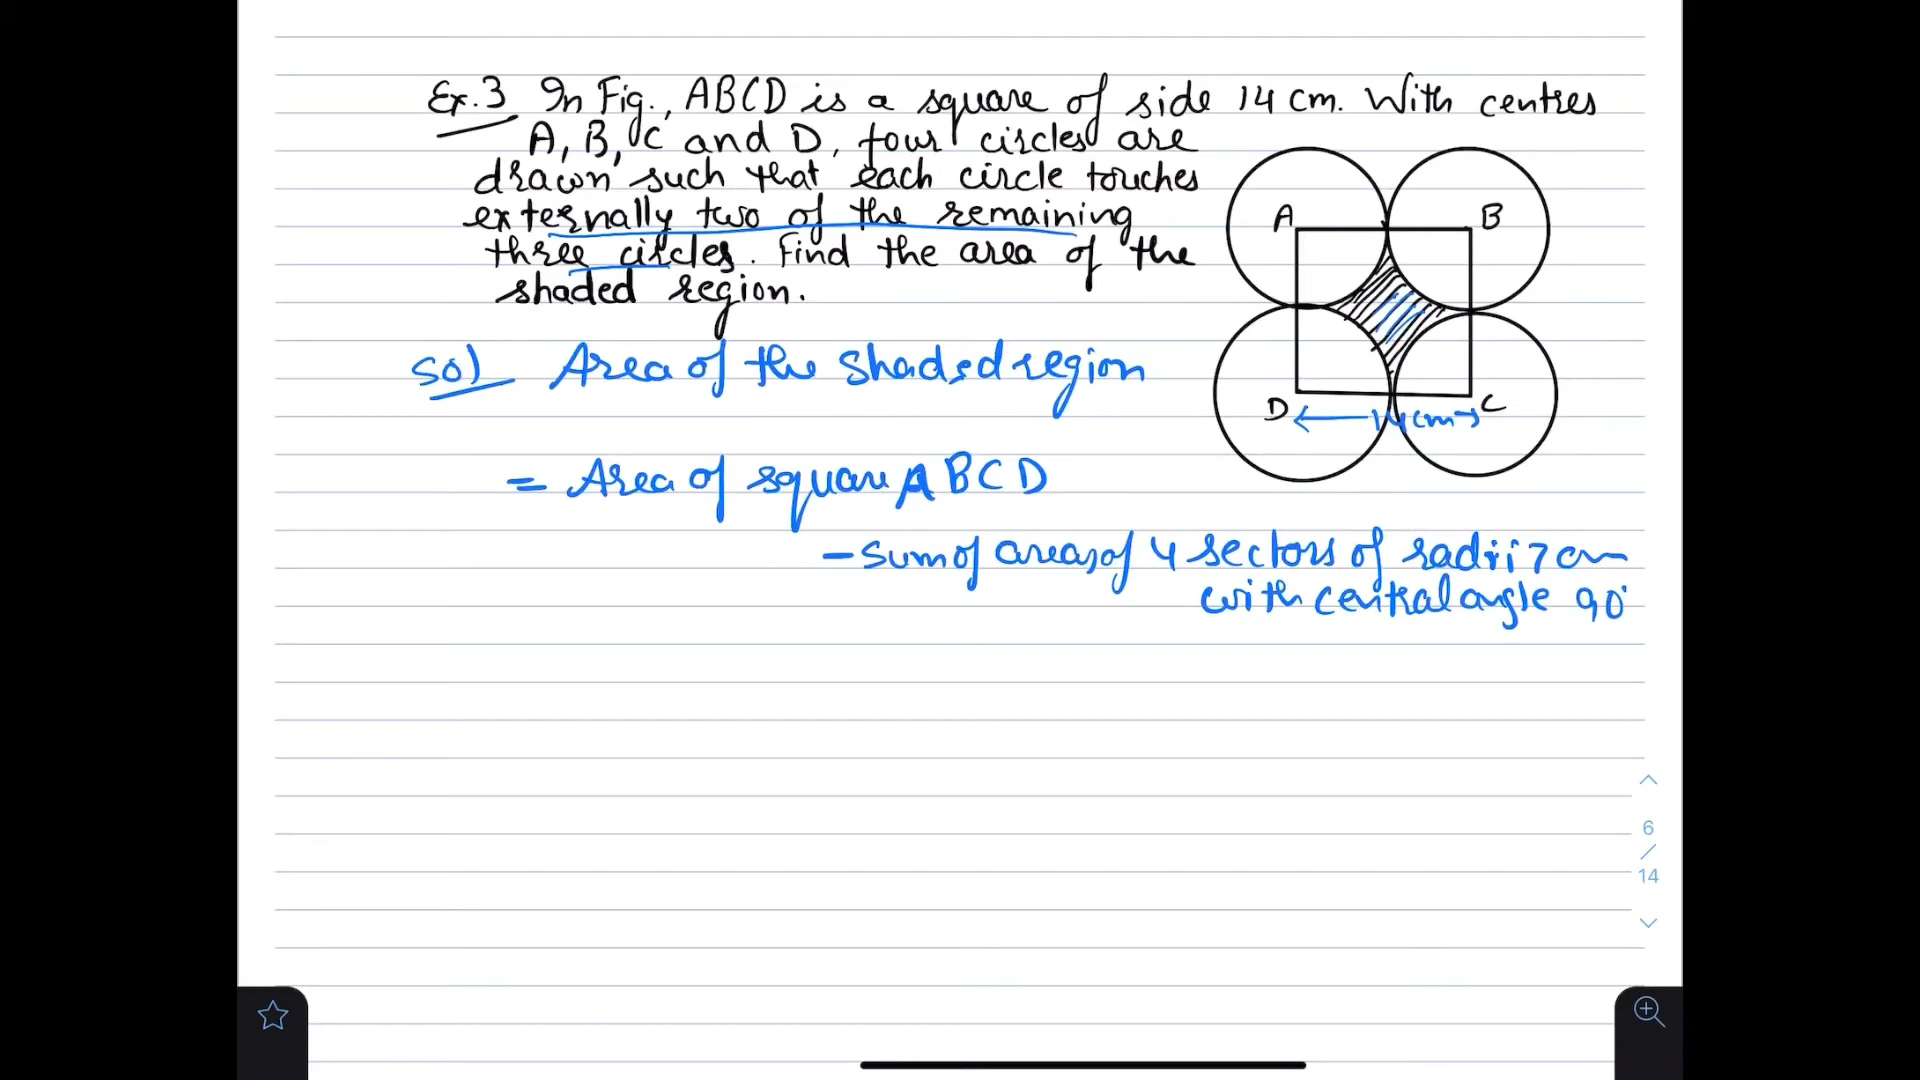 Ex.3 In Fig., ABCD is a square of side 14 cm. With centres
A, B, C and D, four circles are
drawn such that each circle touches
externally two of the remaining
three circles. Find the area of the
shaded region.
A B
D C
14 cm
Sol Area of the shaded region
= Area of square ABCD
- Sum of areas of 4 sectors of radii 7 cm
with central angle 90°
6
/
14